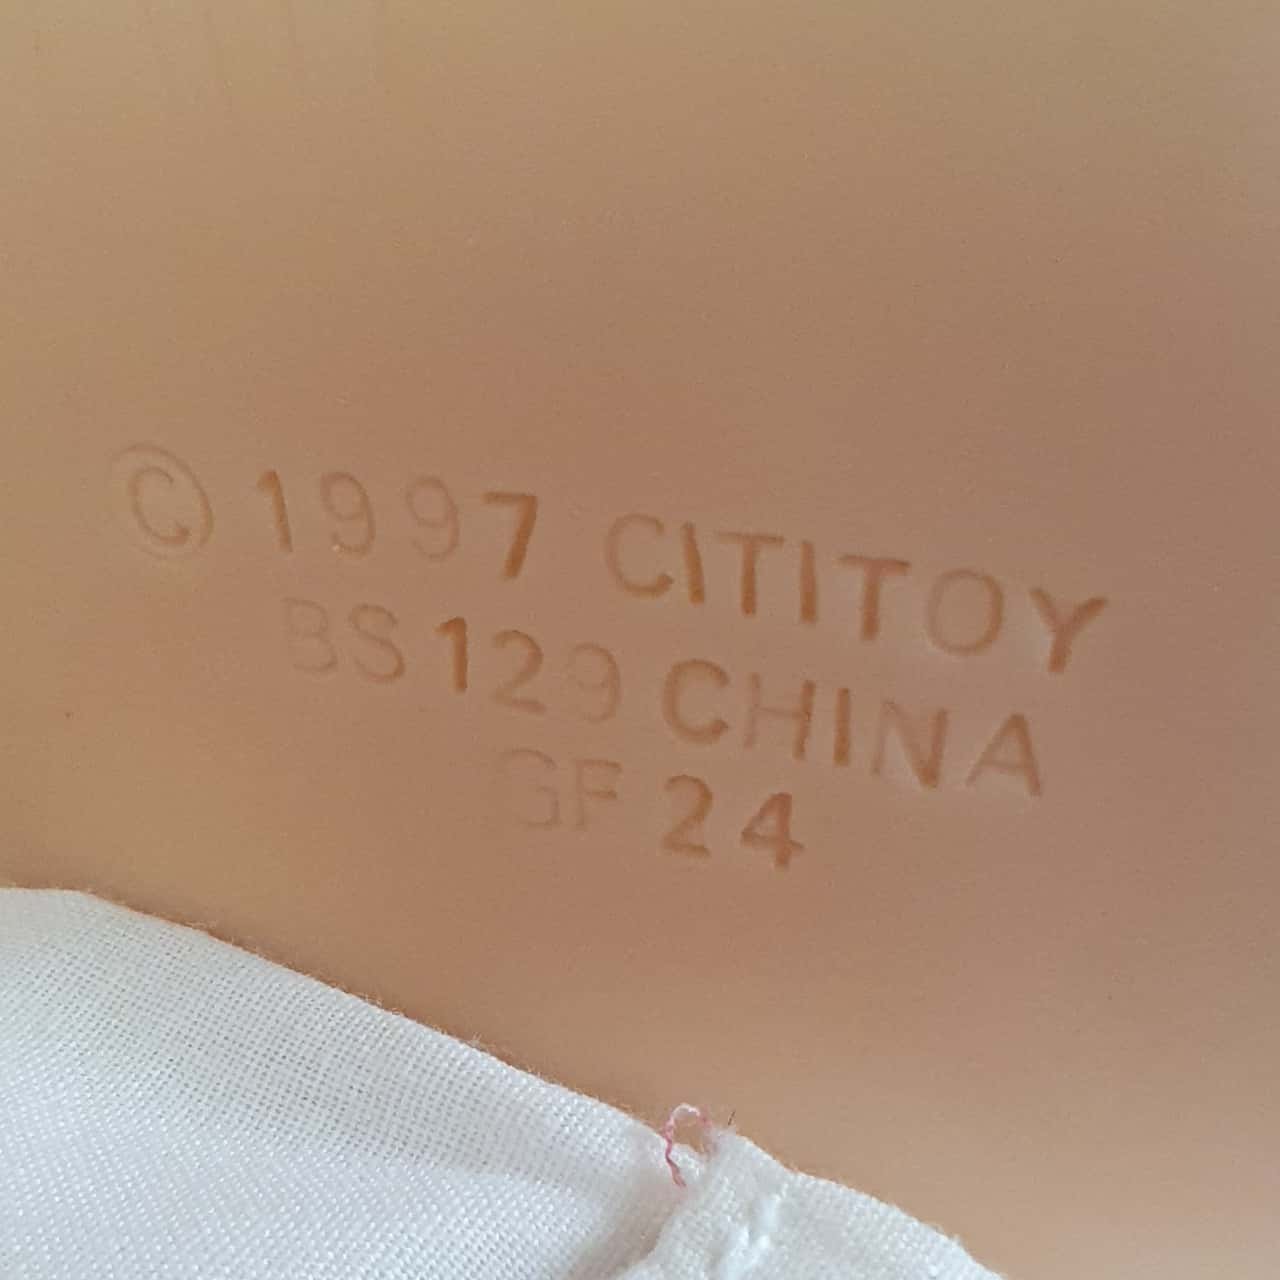 © 1997 CITITOY
BS 129 CHINA
GF 24